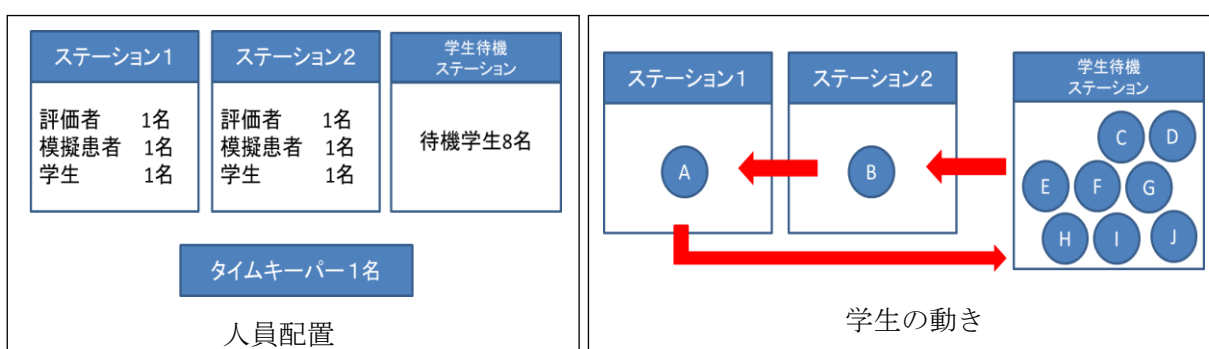 ステーション1
評価者 1名
模擬患者 1名
学生 1名
ステーション2
評価者 1名
模擬患者 1名
学生 1名
学生待機
ステーション
待機学生8名
タイムキーパー1名
人員配置
ステーション1
A
ステーション2
B
学生待機
ステーション
C D
E F G
H I J
学生の動き